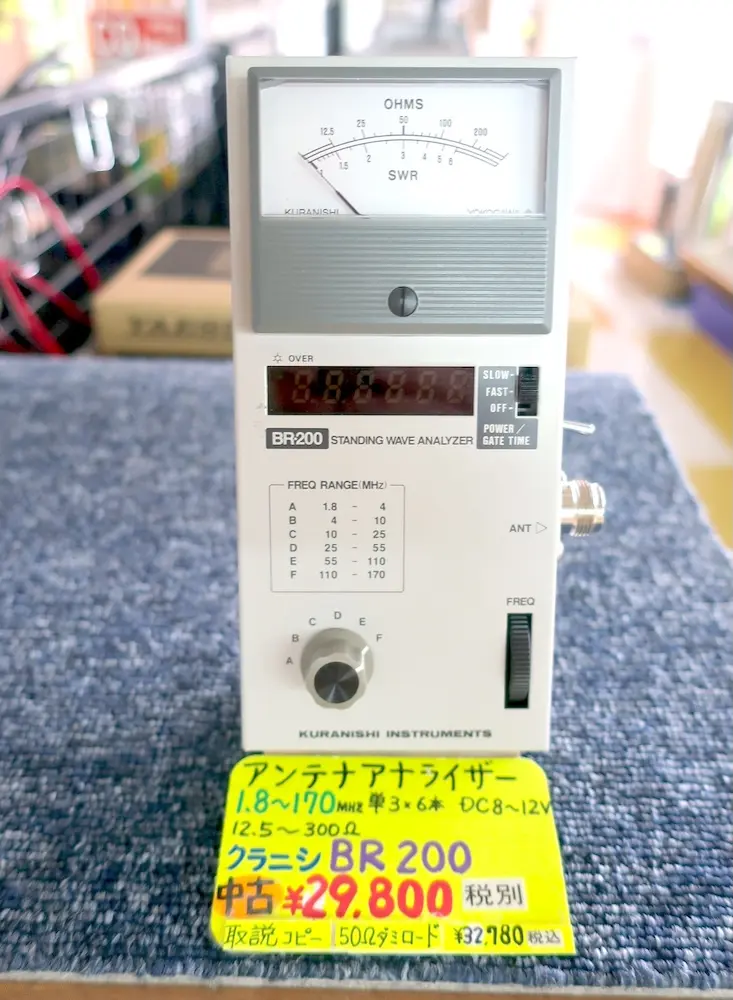 OHMS
12.5 25 50 100 200
1 1.5 2 3 4 5 6
SWR
KURANISHI
OVER
SLOW-
FAST-
OFF-
POWER/
GATE TIME
BR-200 STANDING WAVE ANALYZER
FREQ RANGE(MHz)
A 1.8 - 4
B 4 - 10
C 10 - 25
D 25 - 55
E 55 - 110
F 110 - 170
ANT
FREQ
A B C D E F
KURANISHI INSTRUMENTS
アンテナアナライザー
1.8〜170MHz 単3×6本 DC8〜12V
12.5〜300Ω
クラニシ BR200
中古 ¥29.800 税別
取説コピー 50Ωダミロード ¥32,780税込